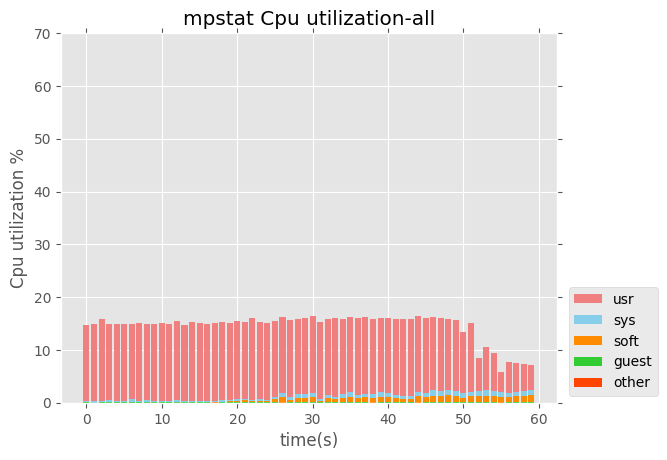 mpstat Cpu utilization-all
70
60
50
40
30
20
10
0
Cpu utilization %
0 10 20 30 40 50 60
time(s)
usr
sys
soft
guest
other